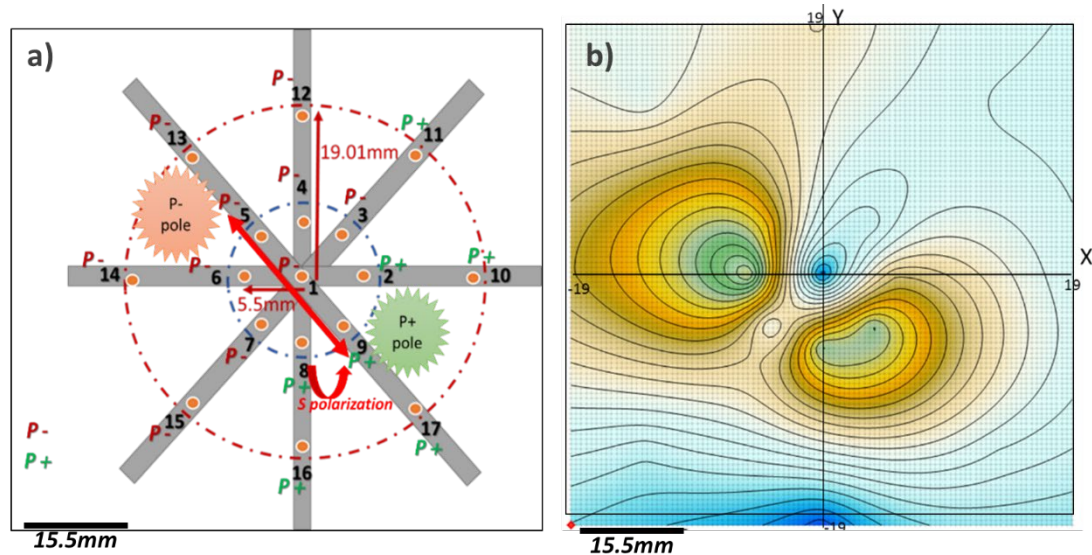 a)
P-
12
P-
13
P+
11
19.01mm
P-
pole
P-
4
P-
5
P-
3
P-
14
P-
6
P-
1
P+
2
P+
10
5.5mm
7
P-
8
P+
9
P+
P+
pole
S polarization
15
P-
16
P+
17
P+
P-
P+
15.5mm
b)
19
Y
X
-19
19
-19
15.5mm